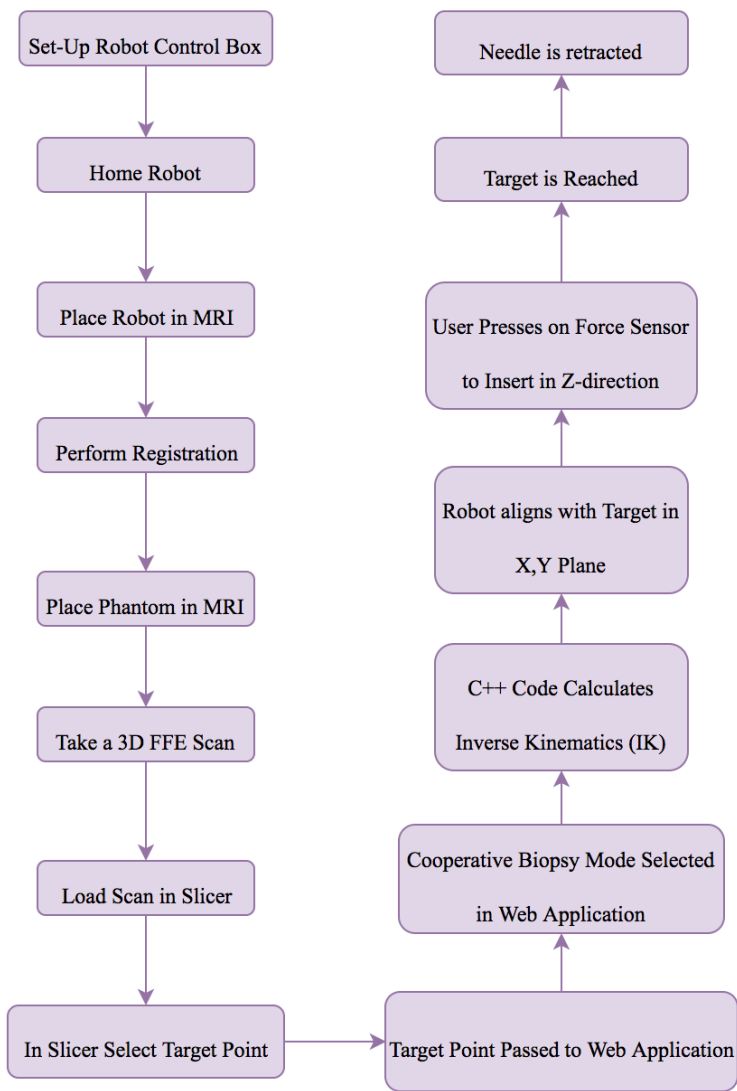 Set-Up Robot Control Box
Home Robot
Place Robot in MRI
Perform Registration
Place Phantom in MRI
Take a 3D FFE Scan
Load Scan in Slicer
In Slicer Select Target Point
Target Point Passed to Web Application
Cooperative Biopsy Mode Selected
in Web Application
C++ Code Calculates
Inverse Kinematics (IK)
Robot aligns with Target in
X,Y Plane
User Presses on Force Sensor
to Insert in Z-direction
Target is Reached
Needle is retracted